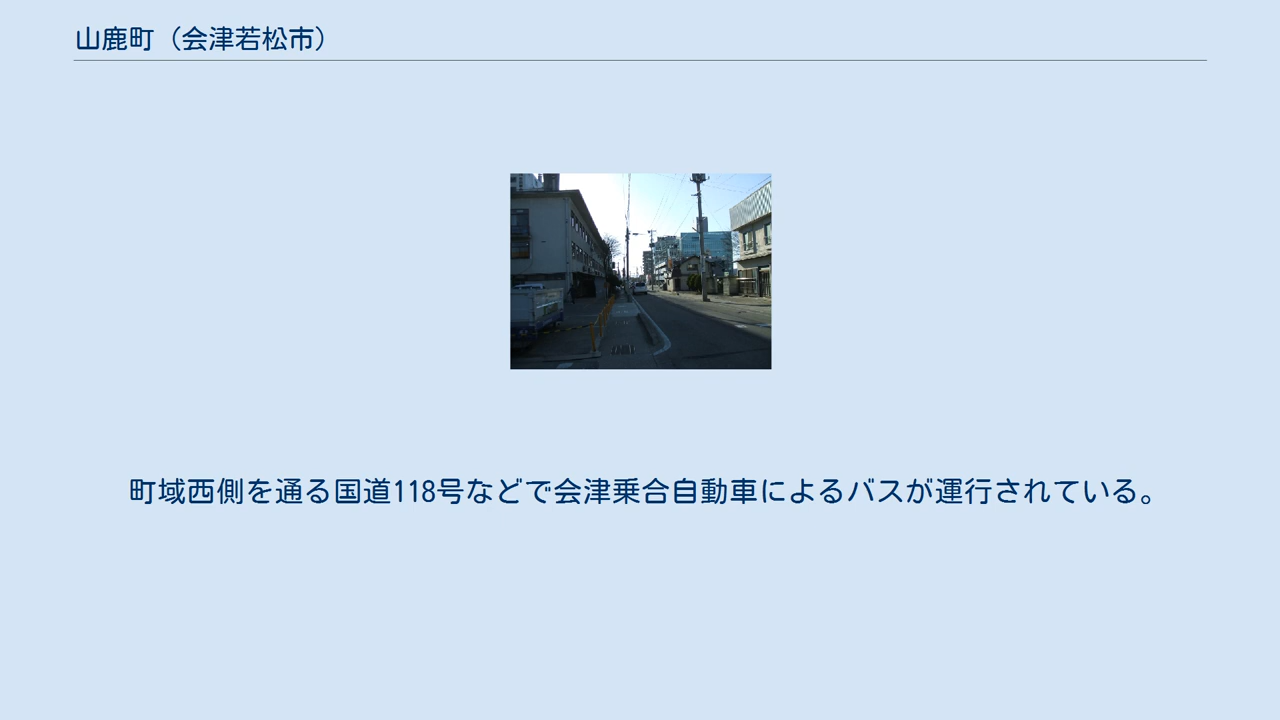 山鹿町（会津若松市）
町域西側を通る国道118号などで会津乗合自動車によるバスが運行されている。